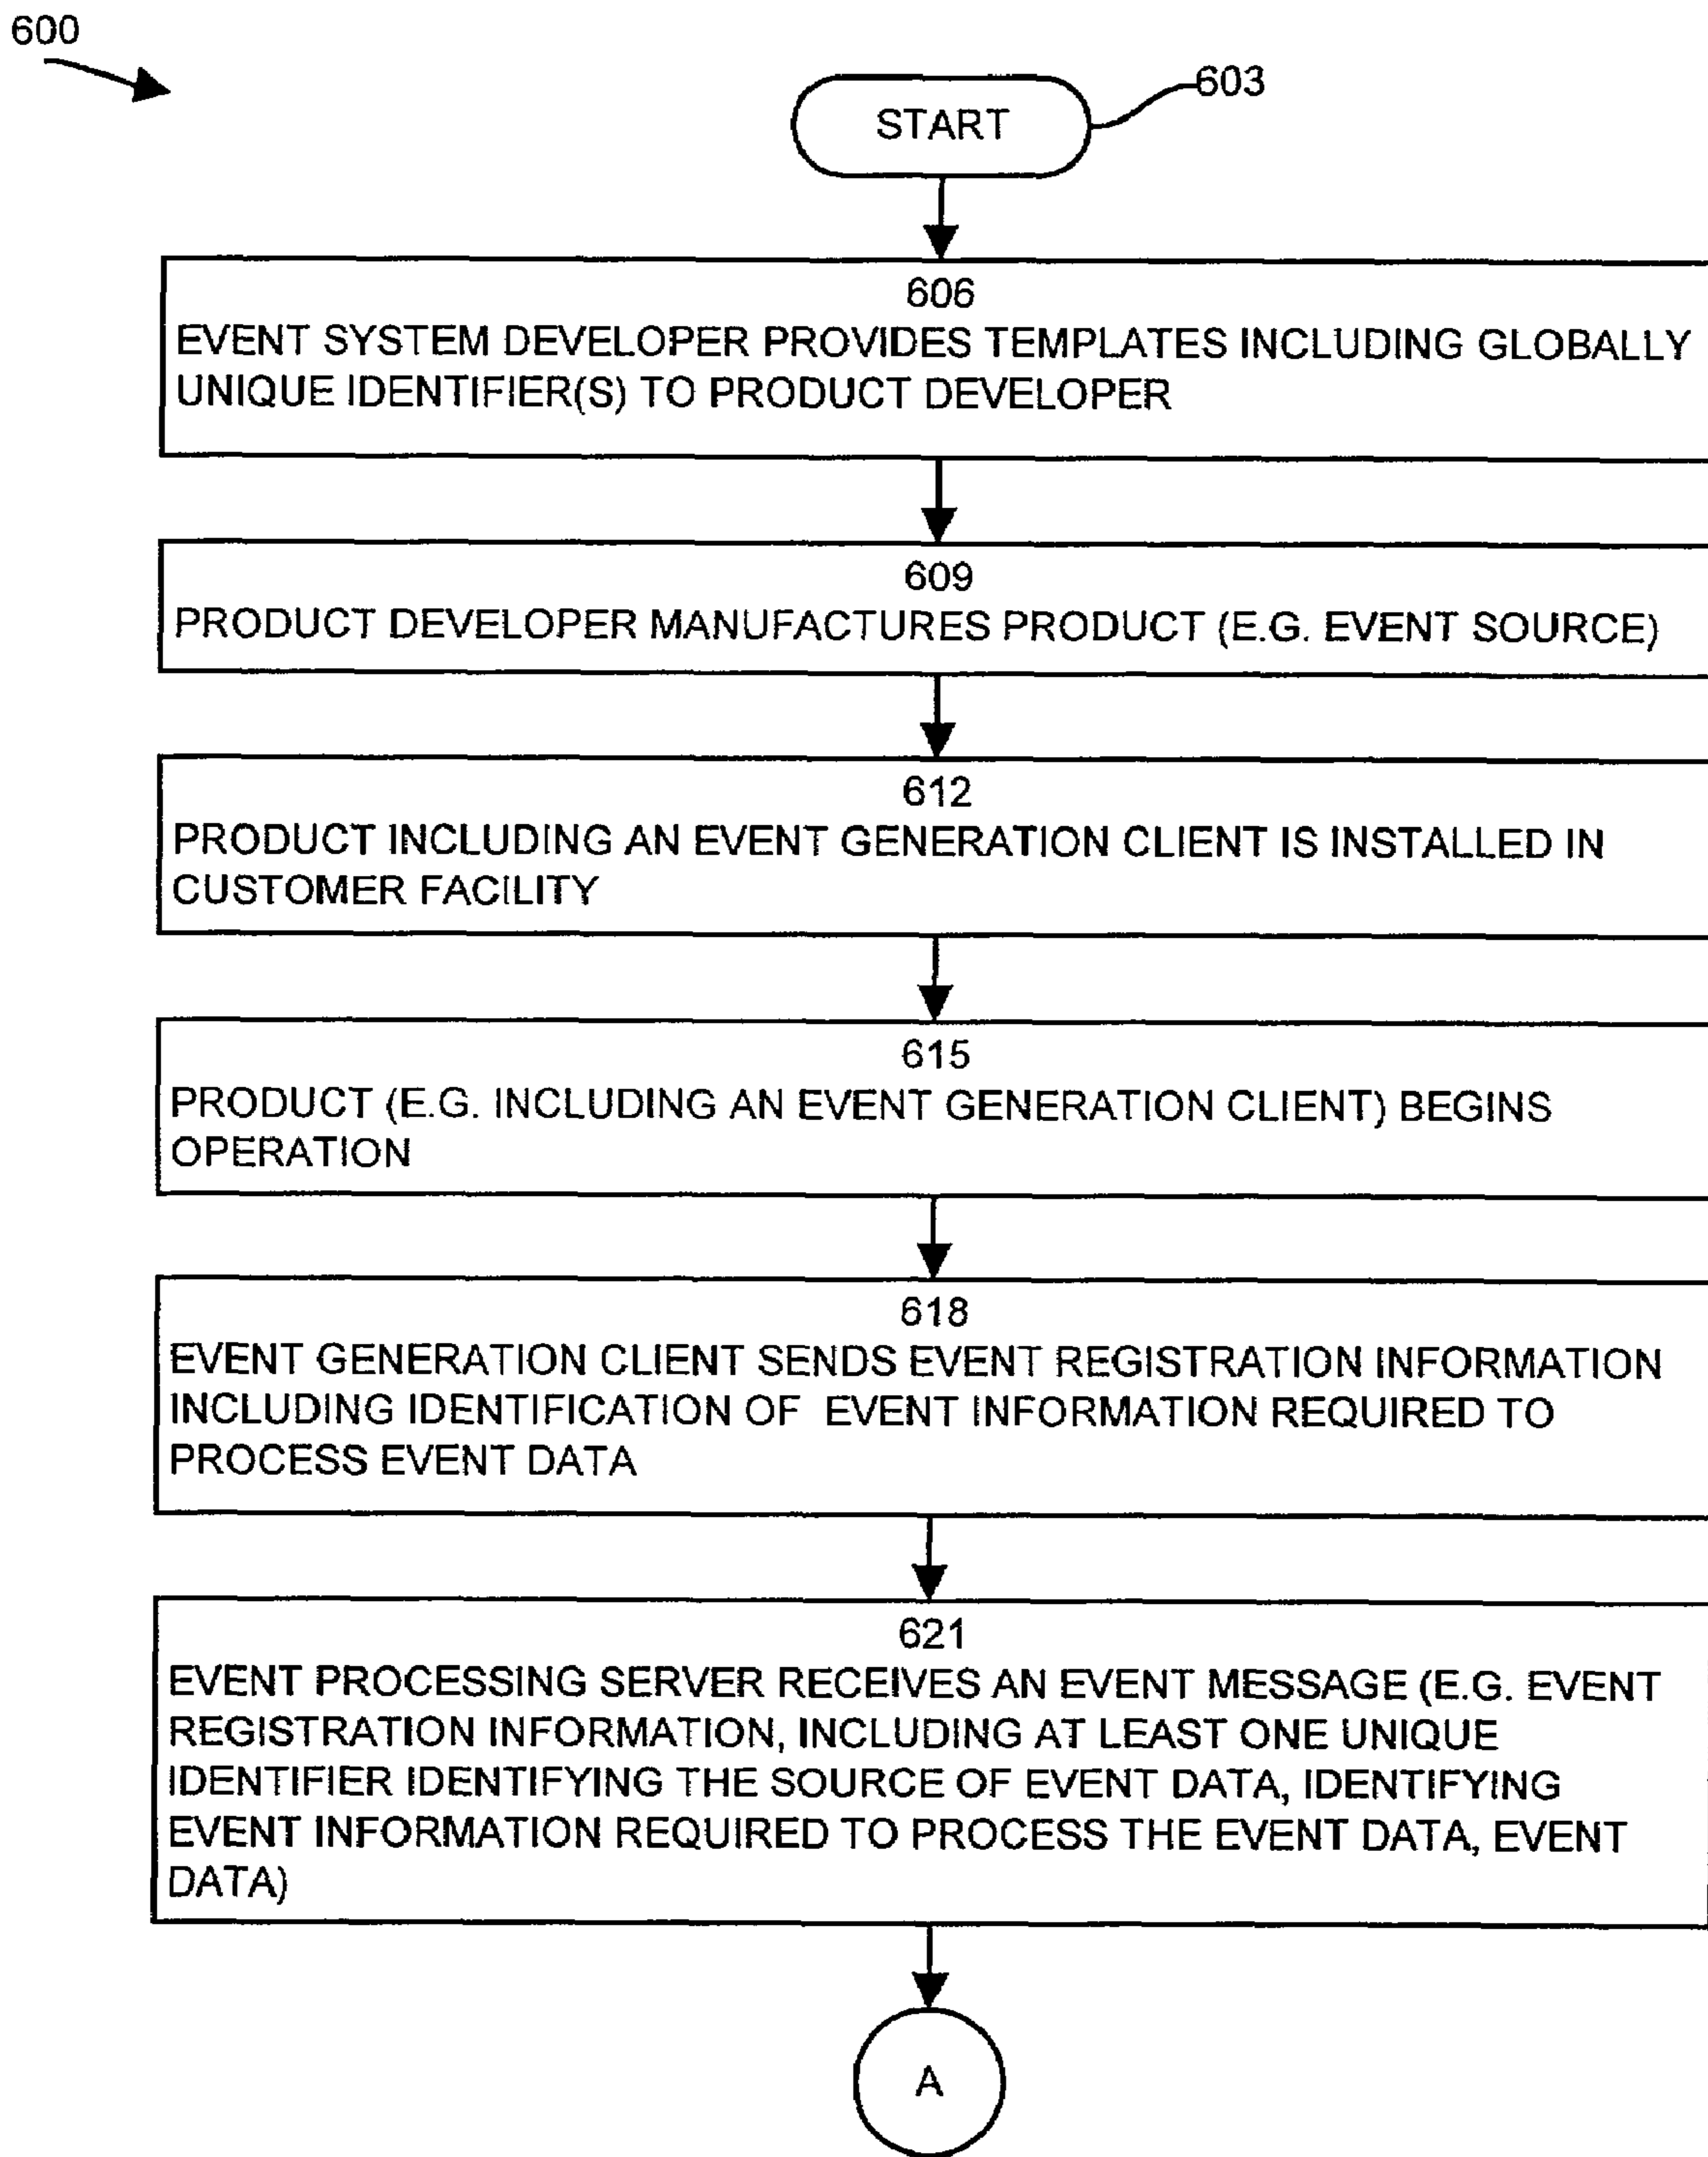 600
603
START
606
EVENT SYSTEM DEVELOPER PROVIDES TEMPLATES INCLUDING GLOBALLY
UNIQUE IDENTIFIER(S) TO PRODUCT DEVELOPER
609
PRODUCT DEVELOPER MANUFACTURES PRODUCT (E.G. EVENT SOURCE)
612
PRODUCT INCLUDING AN EVENT GENERATION CLIENT IS INSTALLED IN
CUSTOMER FACILITY
615
PRODUCT (E.G. INCLUDING AN EVENT GENERATION CLIENT) BEGINS
OPERATION
618
EVENT GENERATION CLIENT SENDS EVENT REGISTRATION INFORMATION
INCLUDING IDENTIFICATION OF EVENT INFORMATION REQUIRED TO
PROCESS EVENT DATA
621
EVENT PROCESSING SERVER RECEIVES AN EVENT MESSAGE (E.G. EVENT
REGISTRATION INFORMATION, INCLUDING AT LEAST ONE UNIQUE
IDENTIFIER IDENTIFYING THE SOURCE OF EVENT DATA, IDENTIFYING
EVENT INFORMATION REQUIRED TO PROCESS THE EVENT DATA, EVENT
DATA)
A